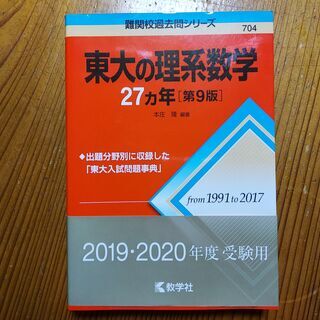 難関校過去問シリーズ
704
東大の理系数学
27カ年[第9版]
本庄 隆 編著
◆出題分野別に収録した
「東大入試問題事典」
from 1991 to 2017
2019・2020年度受験用
教学社